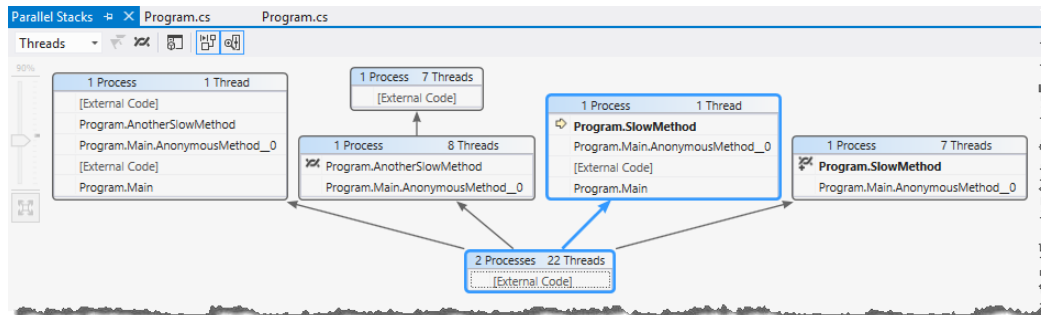 Parallel Stacks Program.cs Program.cs
Threads
90%
1 Process 1 Thread
[External Code]
Program.AnotherSlowMethod
Program.Main.AnonymousMethod__0
[External Code]
Program.Main
1 Process 7 Threads
[External Code]
1 Process 8 Threads
Program.AnotherSlowMethod
Program.Main.AnonymousMethod__0
1 Process 1 Thread
Program.SlowMethod
Program.Main.AnonymousMethod__0
[External Code]
Program.Main
1 Process 7 Threads
Program.SlowMethod
Program.Main.AnonymousMethod__0
2 Processes 22 Threads
[External Code]